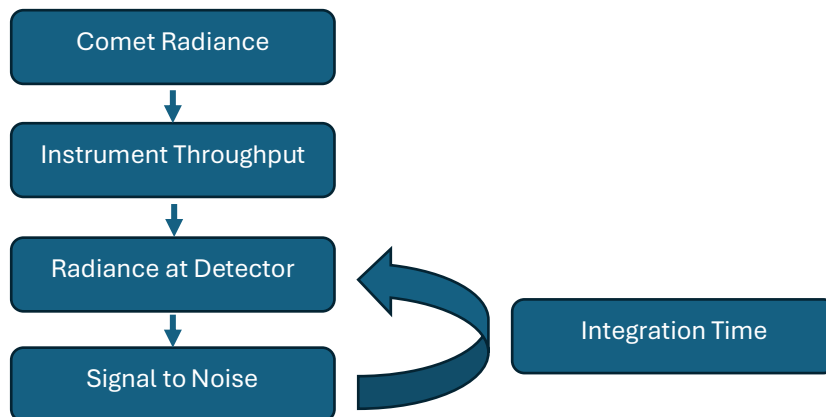 Comet Radiance
Instrument Throughput
Radiance at Detector
Integration Time
Signal to Noise